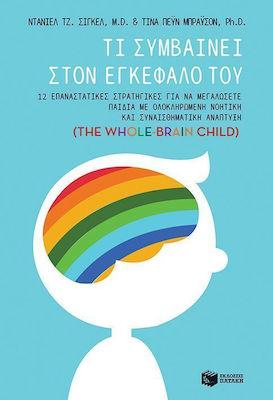 ΝΤΑΝΙΕΛ ΤΖ. ΣΙΓΚΕΛ, M.D. & ΤΙΝΑ ΠΕΪΝ ΜΠΡΑΪΣΟΝ, Ph.D.
ΤΙ ΣΥΜΒΑΙΝΕΙ
ΣΤΟΝ ΕΓΚΕΦΑΛΟ ΤΟΥ
12 ΕΠΑΝΑΣΤΑΤΙΚΕΣ ΣΤΡΑΤΗΓΙΚΕΣ ΓΙΑ ΝΑ ΜΕΓΑΛΩΣΕΤΕ
ΠΑΙΔΙΑ ΜΕ ΟΛΟΚΛΗΡΩΜΕΝΗ ΝΟΗΤΙΚΗ
ΚΑΙ ΣΥΝΑΙΣΘΗΜΑΤΙΚΗ ΑΝΑΠΤΥΞΗ
(THE WHOLE-BRAIN CHILD)
ΕΚΔΟΣΕΙΣ
ΠΑΤΑΚΗ